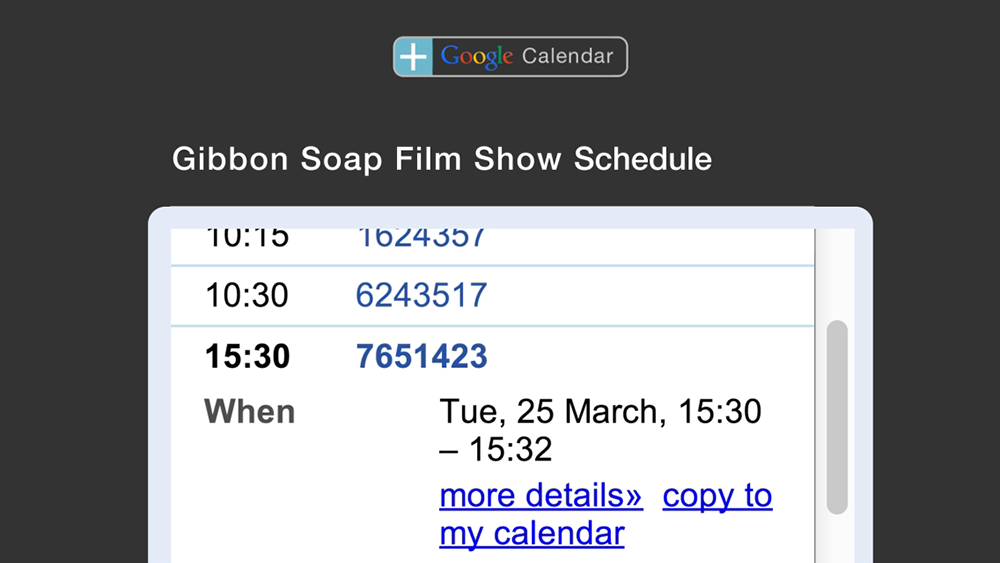 Google Calendar
Gibbon Soap Film Show Schedule
10:15 1624357
10:30 6243517
15:30 7651423
When Tue, 25 March, 15:30
– 15:32
more details» copy to
my calendar